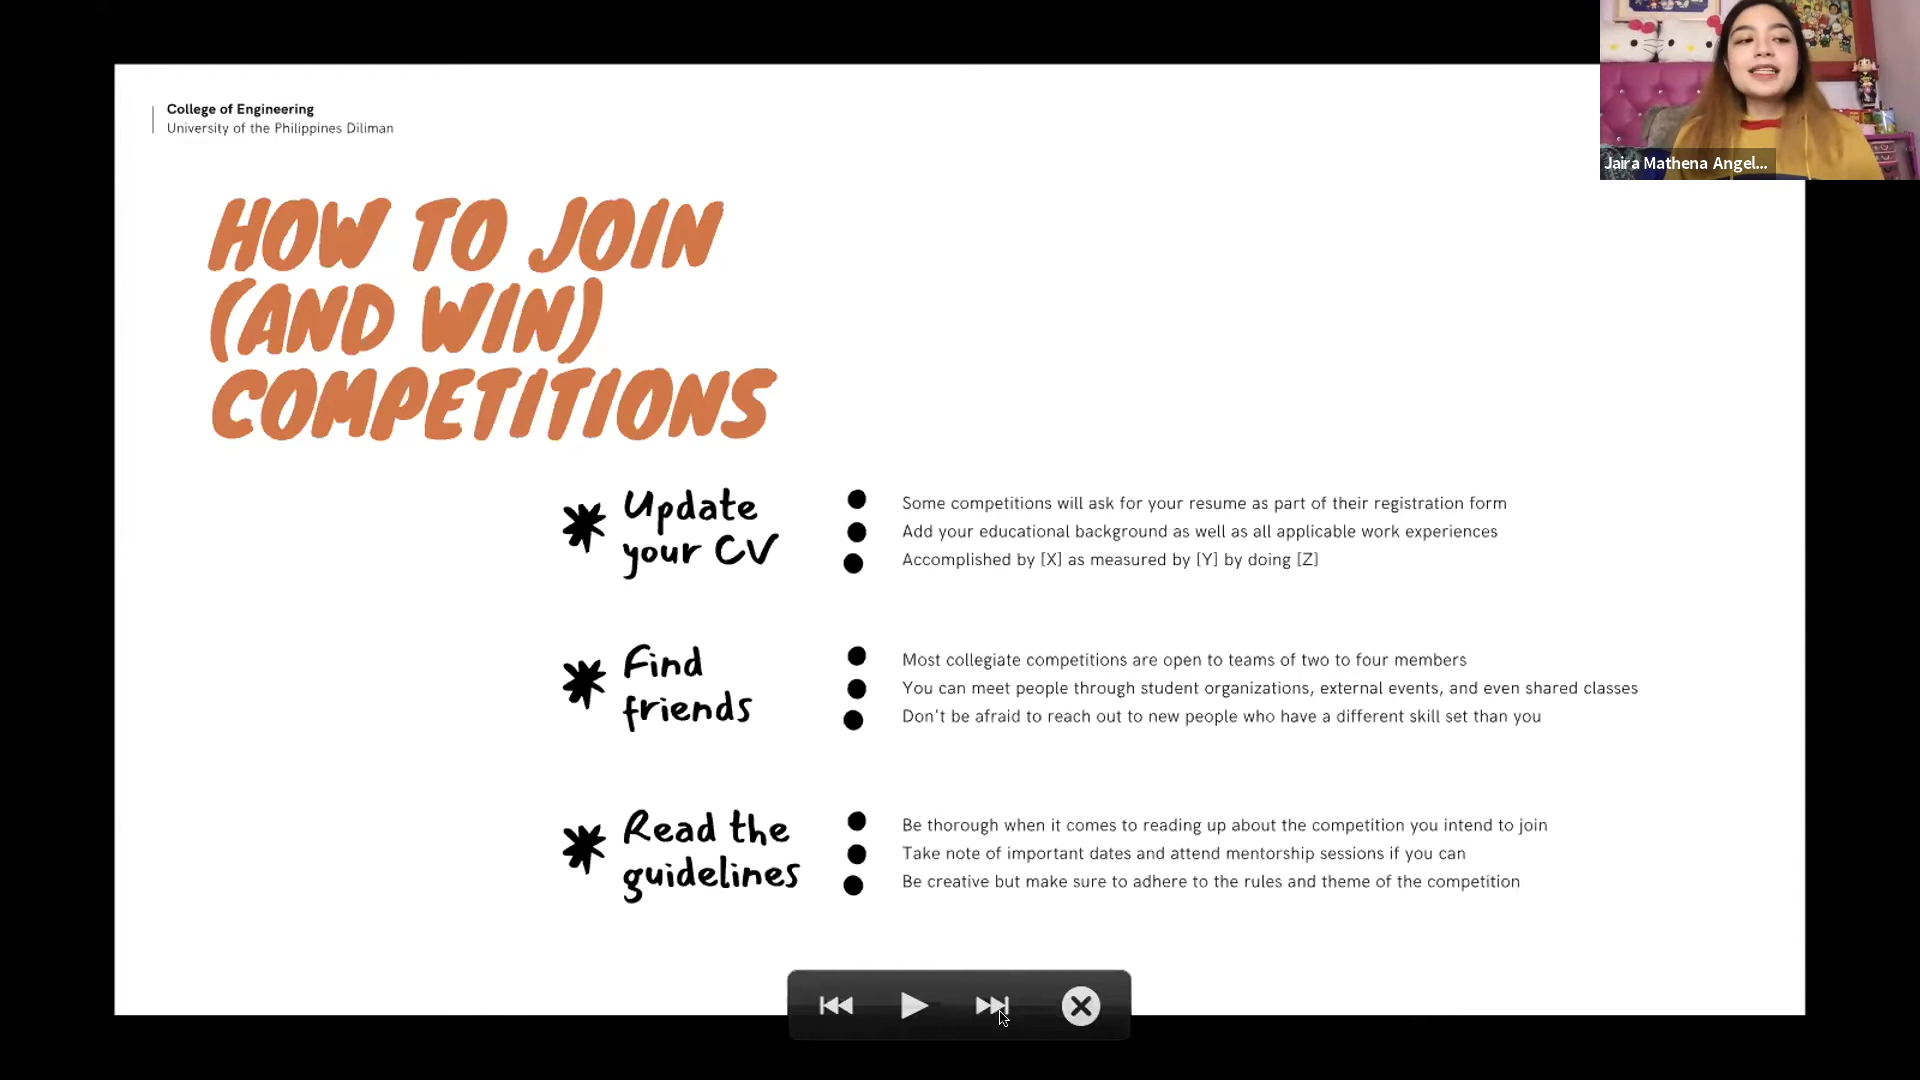 College of Engineering
University of the Philippines Diliman
HOW TO JOIN
(AND WIN)
COMPETITIONS
Update
your CV
Some competitions will ask for your resume as part of their registration form
Add your educational background as well as all applicable work experiences
Accomplished by [X] as measured by [Y] by doing [Z]
Find
friends
Most collegiate competitions are open to teams of two to four members
You can meet people through student organizations, external events, and even shared classes
Don't be afraid to reach out to new people who have a different skill set than you
Read the
guidelines
Be thorough when it comes to reading up about the competition you intend to join
Take note of important dates and attend mentorship sessions if you can
Be creative but make sure to adhere to the rules and theme of the competition
Jaira Mathena Angel...